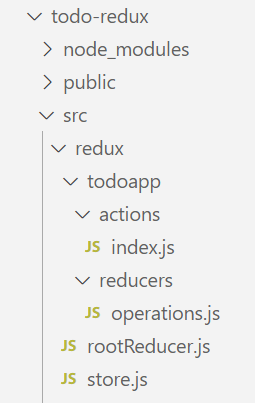 todo-redux
node_modules
public
src
redux
todoapp
actions
JS index.js
reducers
JS operations.js
JS rootReducer.js
JS store.js